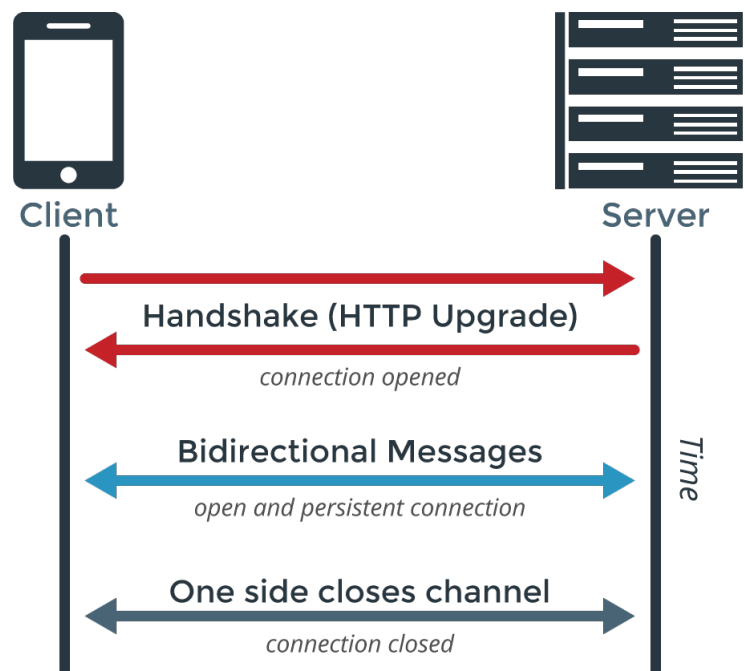 Client
Server
Handshake (HTTP Upgrade)
connection opened
Bidirectional Messages
open and persistent connection
Time
One side closes channel
connection closed